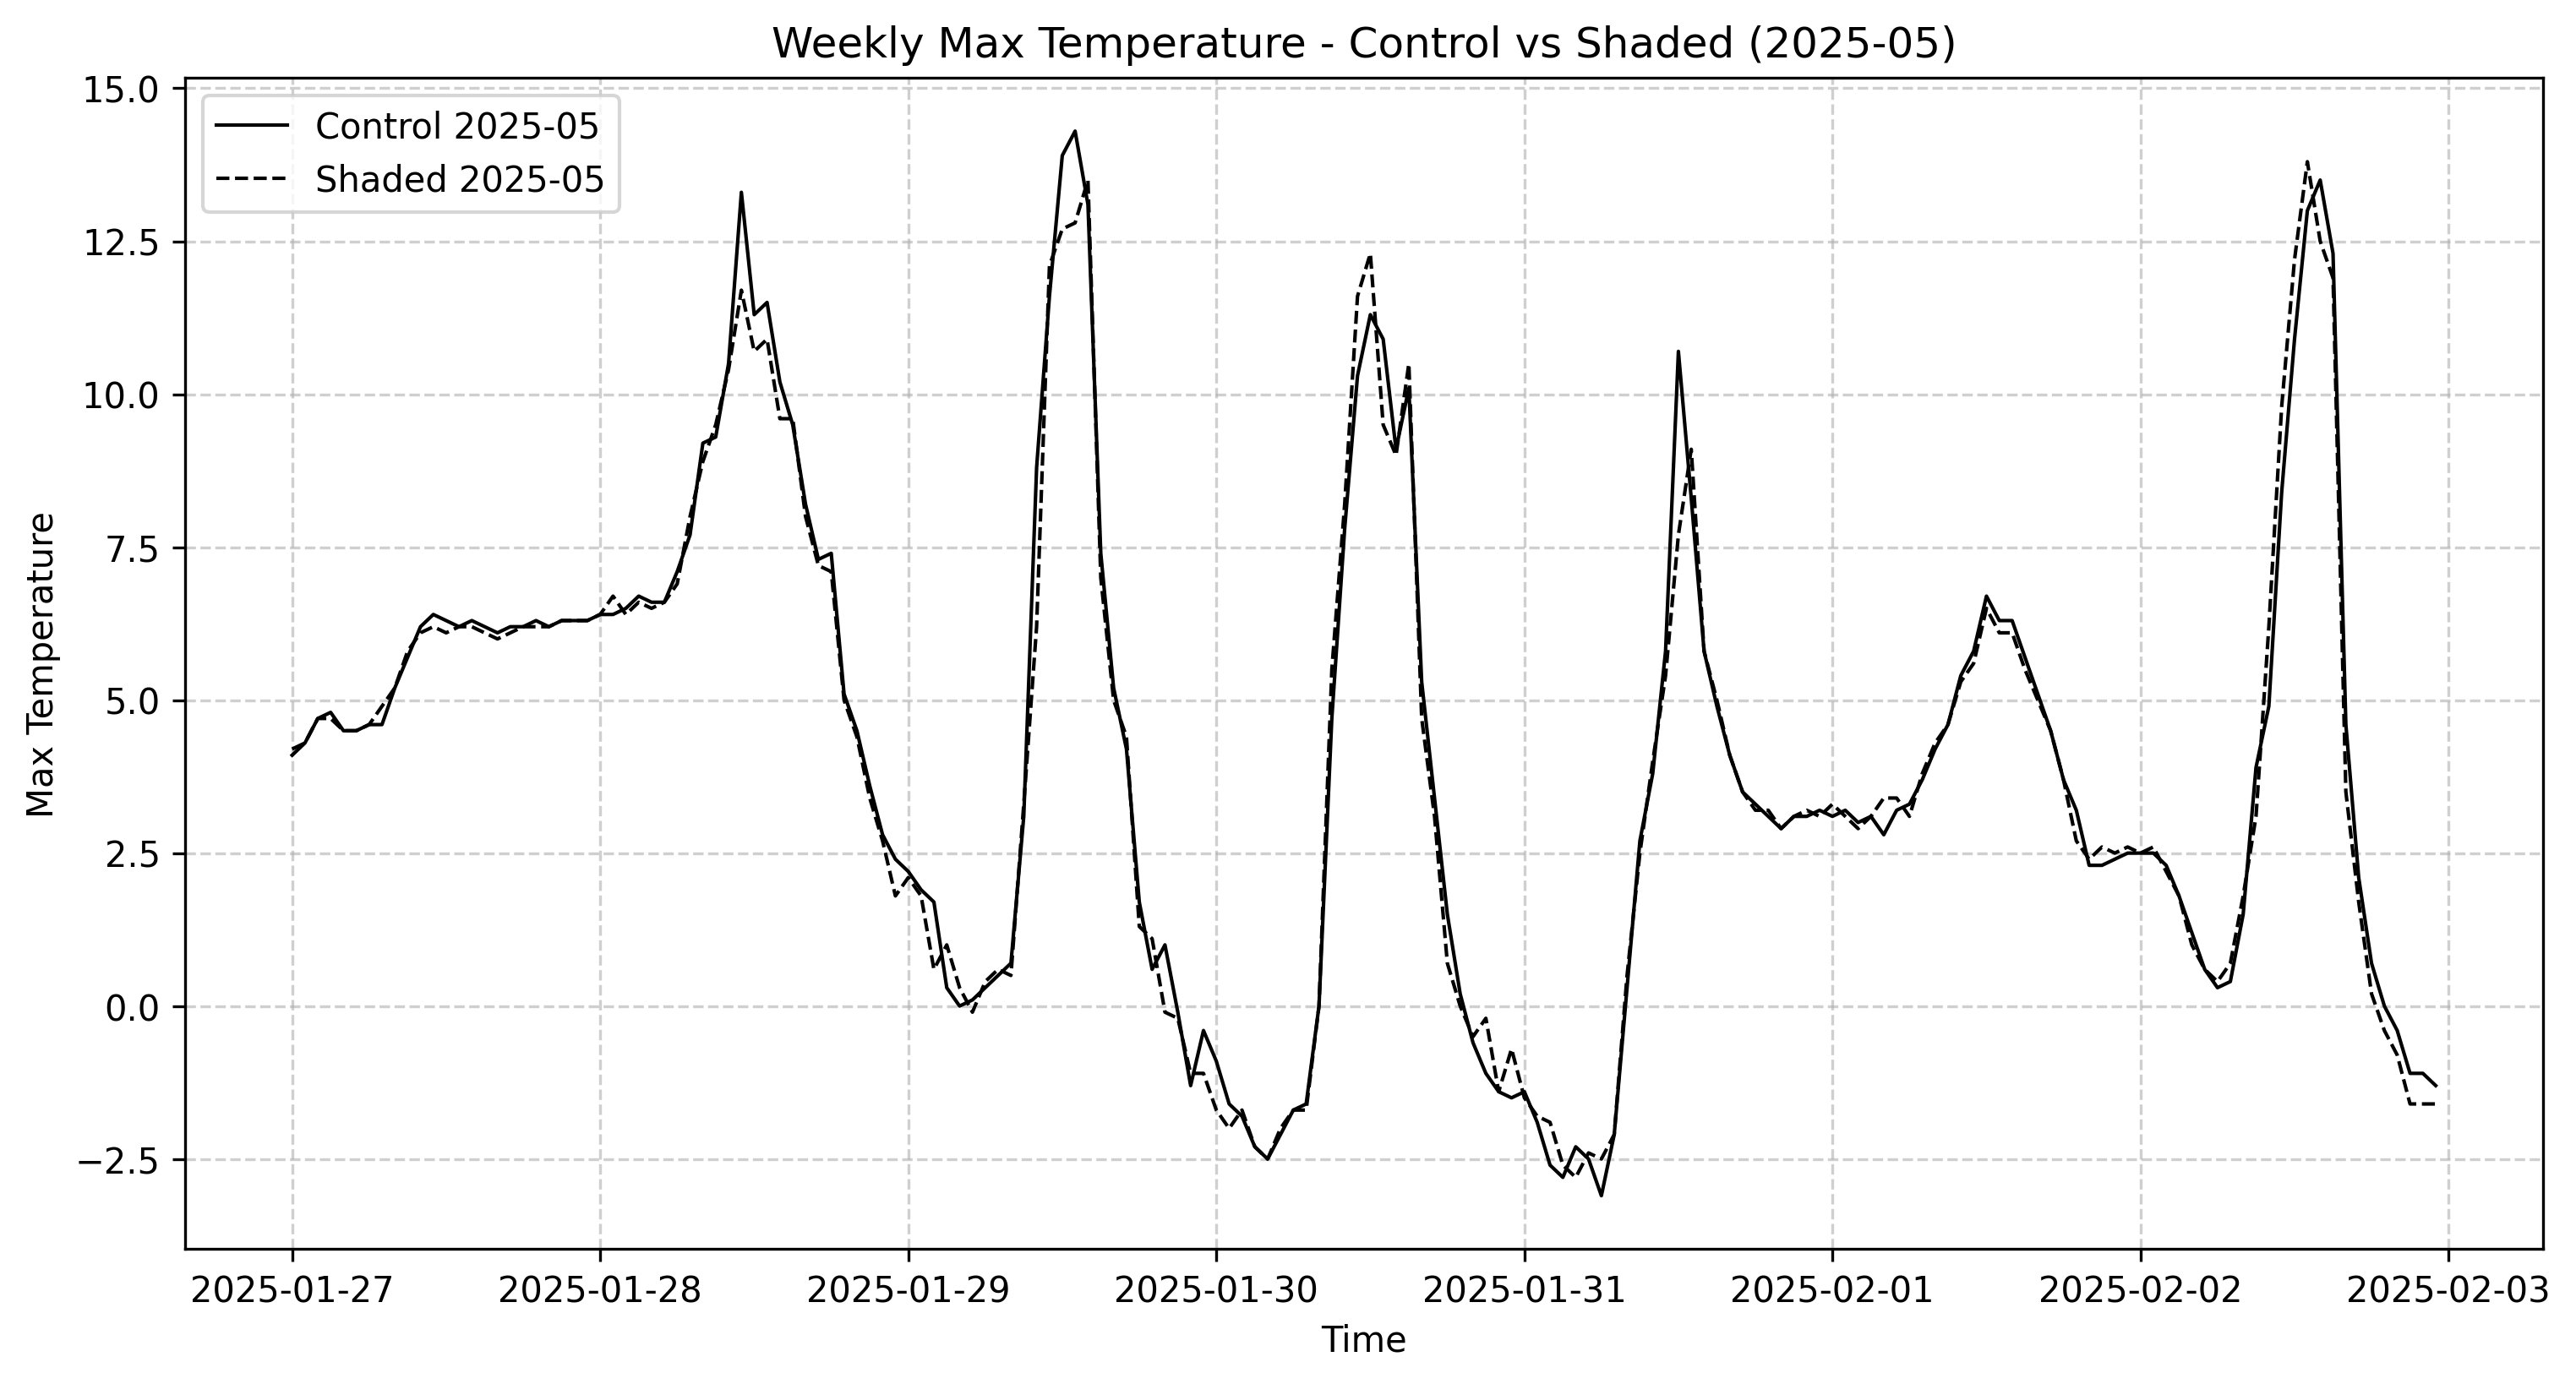 Weekly Max Temperature - Control vs Shaded (2025-05)
Control 2025-05
Shaded 2025-05
Max Temperature
15.0
12.5
10.0
7.5
5.0
2.5
0.0
−2.5
2025-01-27 2025-01-28 2025-01-29 2025-01-30 2025-01-31 2025-02-01 2025-02-02 2025-02-03
Time